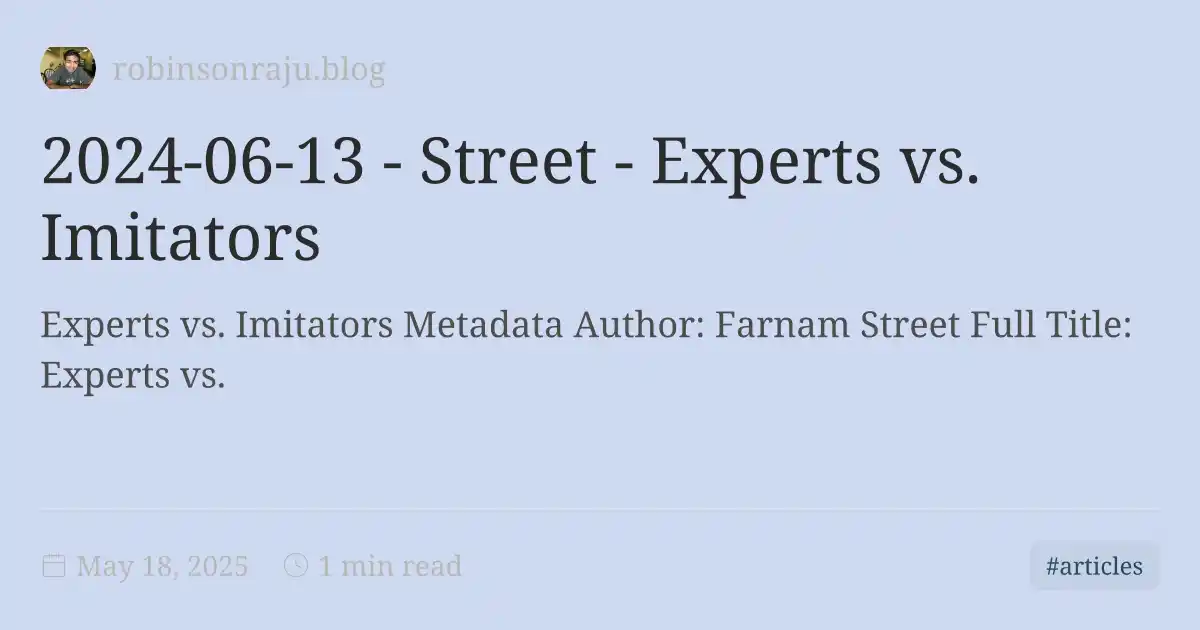 robinsonraju.blog
2024-06-13 - Street - Experts vs.
Imitators
Experts vs. Imitators Metadata Author: Farnam Street Full Title:
Experts vs.
May 18, 2025
1 min read
#articles